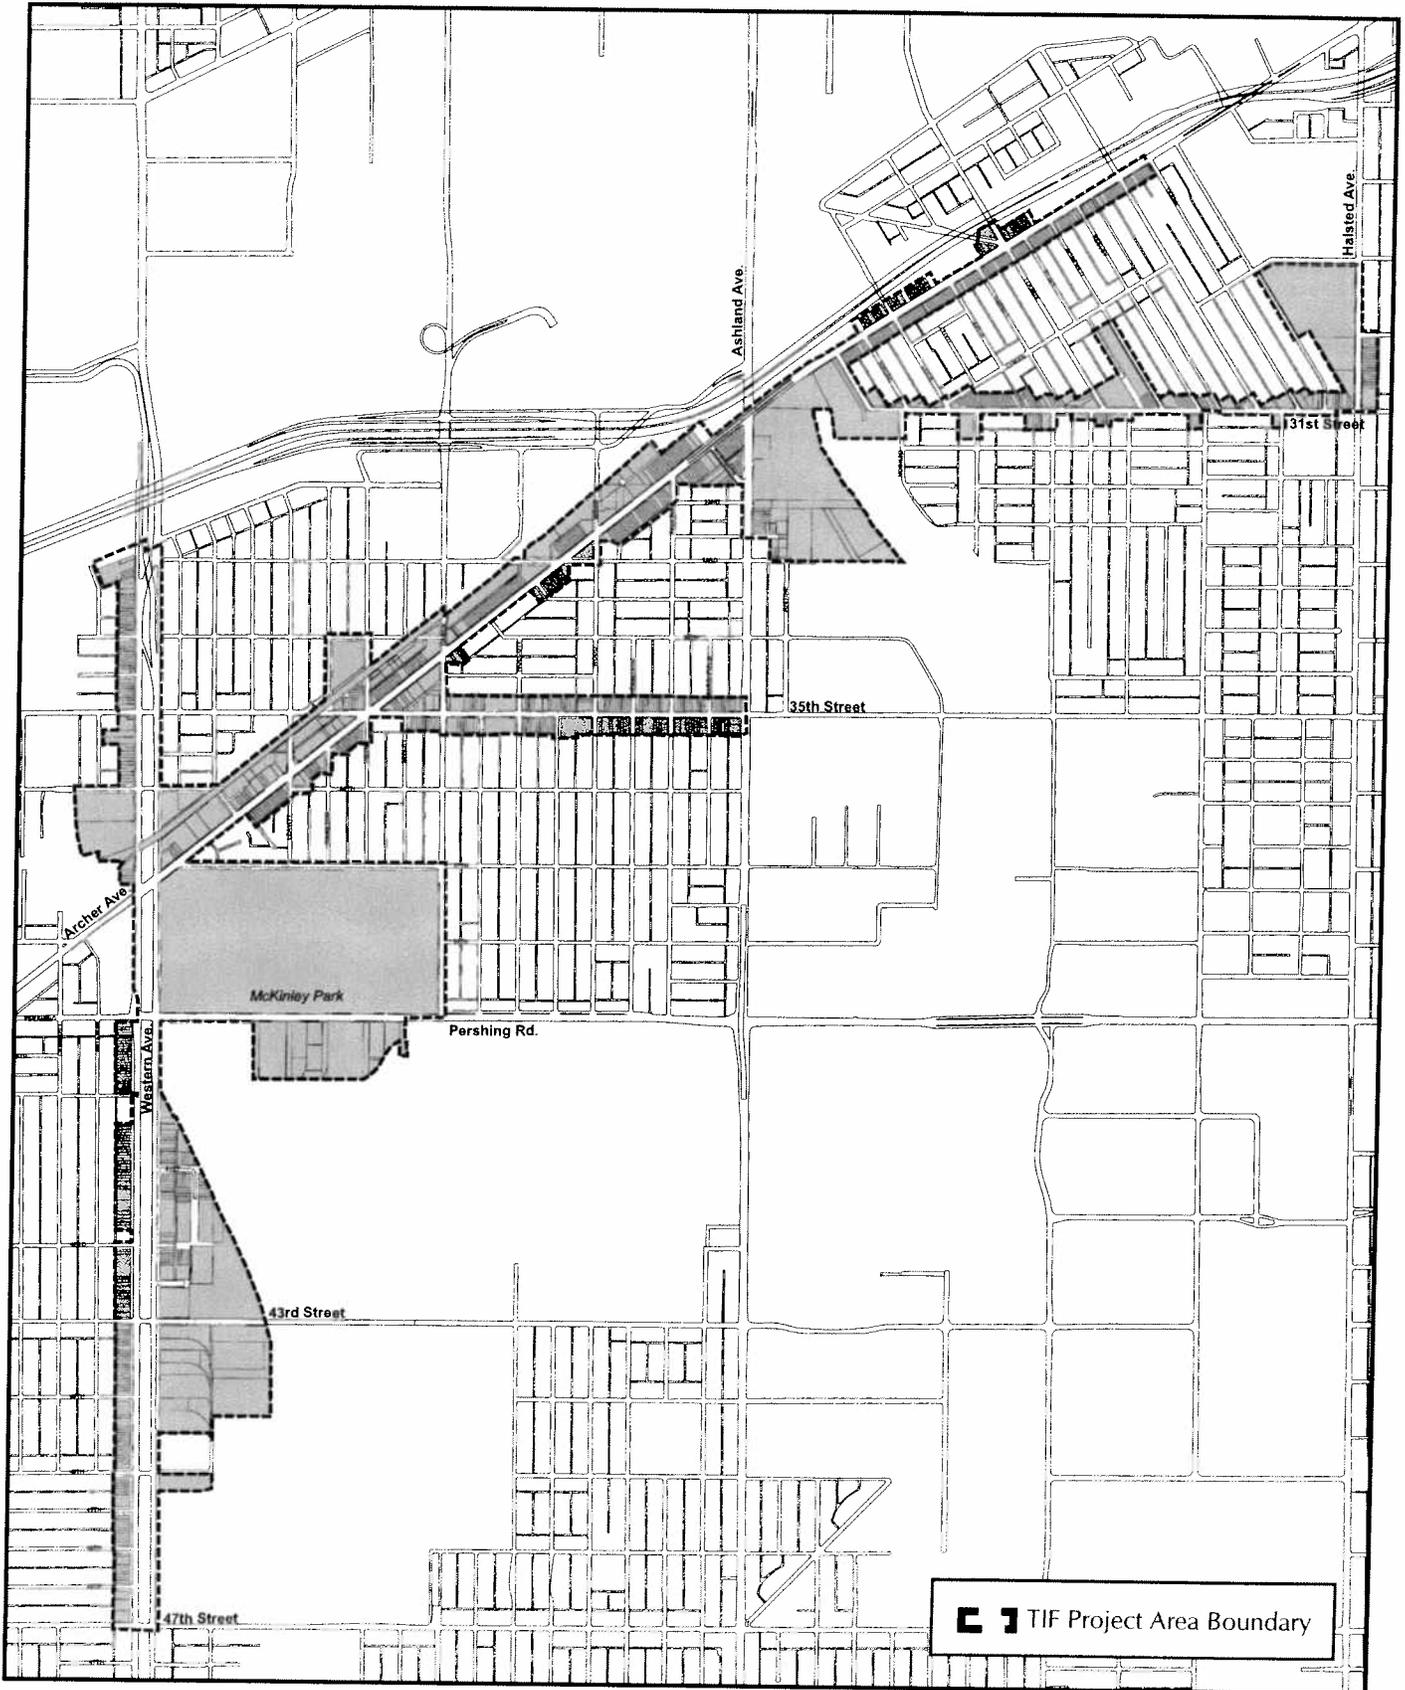 Halsted Ave.
Ashland Ave.
31st Street
35th Street
Archer Ave.
McKinley Park
Pershing Rd.
Western Ave.
43rd Street
47th Street
TIF Project Area Boundary